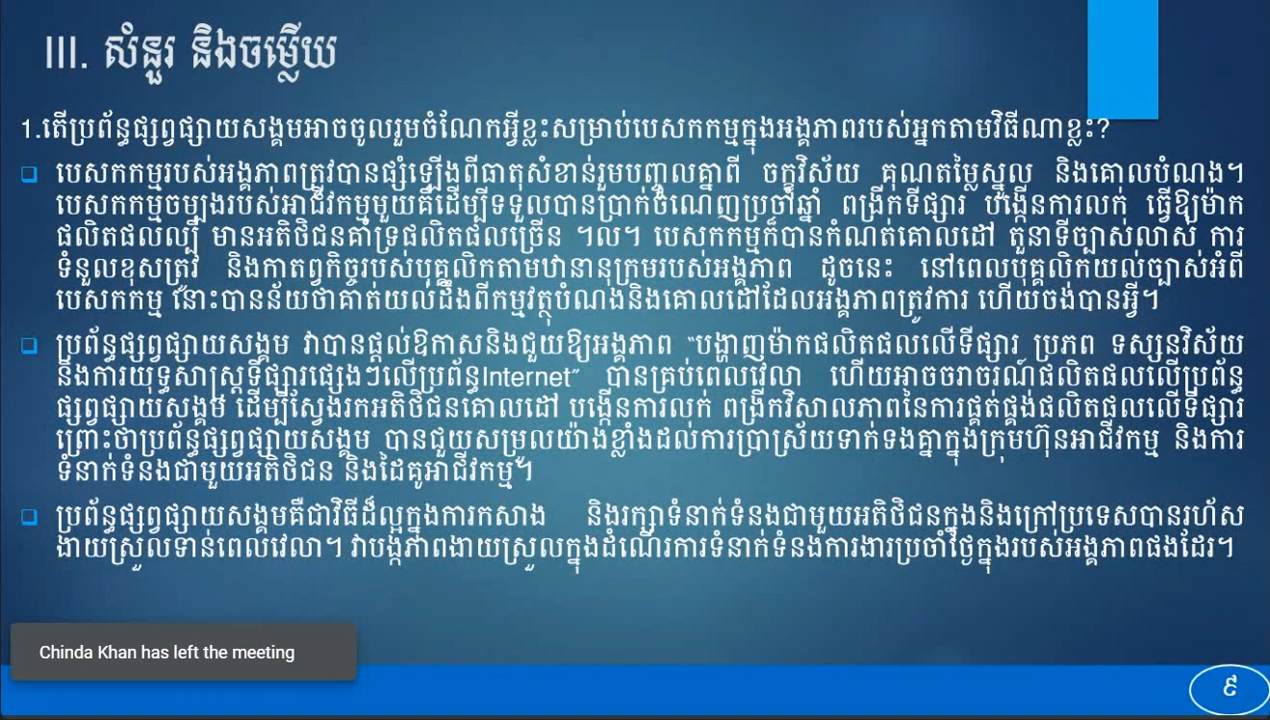 III. សំនួរ និងចម្លើយ
1.តើប្រព័ន្ធផ្សព្វផ្សាយសង្គមអាចចូលរួមចំណែកអ្វីខ្លះសម្រាប់បេសកកម្មក្នុងអង្គភាពរបស់អ្នកតាមវិធីណាខ្លះ?
បេសកកម្មរបស់អង្គភាពត្រូវបានផ្សំឡើងពីធាតុសំខាន់រួមបញ្ចូលគ្នាពី ចក្ខុវិស័យ គុណតម្លៃស្នូល និងគោលបំណង។
បេសកកម្មចម្បងរបស់អាជីវកម្មមួយគឺដើម្បីទទួលបានប្រាក់ចំណេញប្រចាំឆ្នាំ ពង្រីកទីផ្សារ បង្កើនការលក់ ធ្វើឱ្យម៉ាក
ផលិតផលល្បី មានអតិថិជនគាំទ្រផលិតផលច្រើន ។ល។ បេសកកម្មក៏បានកំណត់គោលដៅ តួនាទីច្បាស់លាស់ ការ
ទំនួលខុសត្រូវ និងកាតព្វកិច្ចរបស់បុគ្គលិកតាមឋានានុក្រមរបស់អង្គភាព ដូចនេះ នៅពេលបុគ្គលិកយល់ច្បាស់អំពី
បេសកកម្ម នោះបានន័យថាគាត់យល់ដឹងពីកម្មវត្ថុបំណងនិងគោលដៅដែលអង្គភាពត្រូវការ ហើយចង់បានអ្វី។
ប្រព័ន្ធផ្សព្វផ្សាយសង្គម វាបានផ្តល់ឱកាសនិងជួយឱ្យអង្គភាព "បង្ហាញម៉ាកផលិតផលលើទីផ្សារ ប្រភព ទស្សនវិស័យ
និងការយុទ្ធសាស្ត្រទីផ្សារផ្សេងៗលើប្រព័ន្ធInternet" បានគ្រប់ពេលវេលា ហើយអាចចរាចរណ៍ផលិតផលលើប្រព័ន្ធ
ផ្សព្វផ្សាយសង្គម ដើម្បីស្វែងរកអតិថិជនគោលដៅ បង្កើនការលក់ ពង្រីកវិសាលភាពនៃការផ្គត់ផ្គង់ផលិតផលលើទីផ្សារ
ព្រោះថាប្រព័ន្ធផ្សព្វផ្សាយសង្គម បានជួយសម្រួលយ៉ាងខ្លាំងដល់ការប្រាស្រ័យទាក់ទងគ្នាក្នុងក្រុមហ៊ុនអាជីវកម្ម និងការ
ទំនាក់ទំនងជាមួយអតិថិជន និងដៃគូអាជីវកម្ម។
ប្រព័ន្ធផ្សព្វផ្សាយសង្គមគឺជាវិធីដ៏ល្អក្នុងការកសាង និងរក្សាទំនាក់ទំនងជាមួយអតិថិជនក្នុងនិងក្រៅប្រទេសបានរហ័ស
ងាយស្រួលទាន់ពេលវេលា។ វាបង្កភាពងាយស្រួលក្នុងដំណើរការទំនាក់ទំនងការងារប្រចាំថ្ងៃក្នុងរបស់អង្គភាពផងដែរ។
Chinda Khan has left the meeting
៩